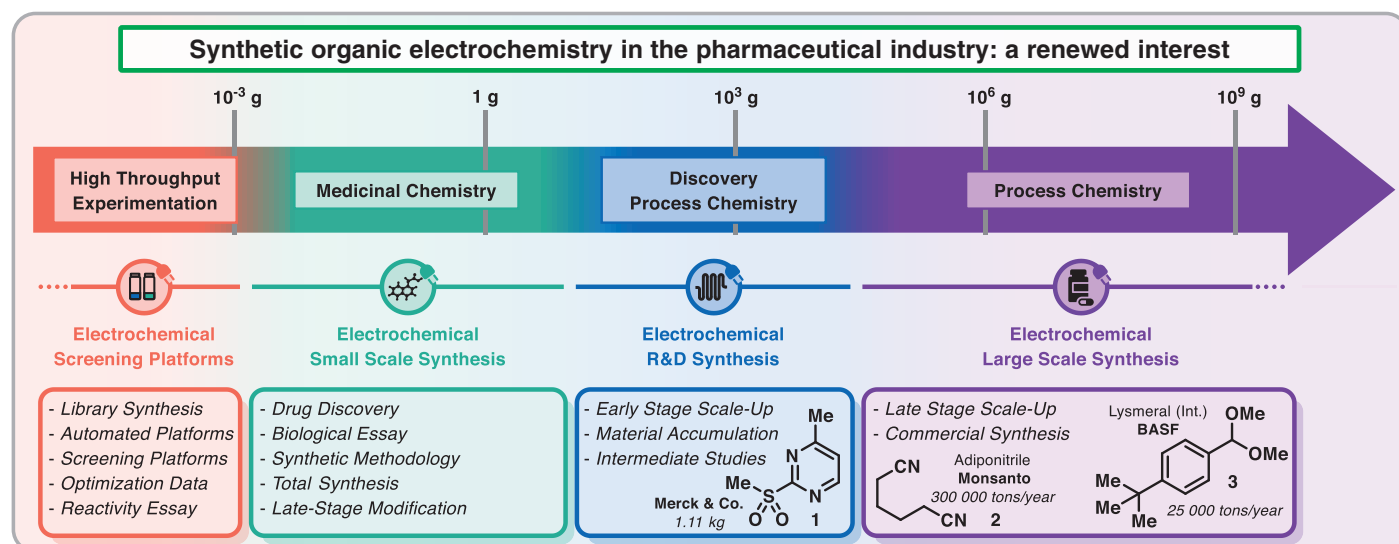 Synthetic organic electrochemistry in the pharmaceutical industry: a renewed interest
10⁻³ g
1 g
10³ g
10⁶ g
10⁹ g
High Throughput
Experimentation
Medicinal Chemistry
Discovery
Process Chemistry
Process Chemistry
Electrochemical
Screening Platforms
Electrochemical
Small Scale Synthesis
Electrochemical
R&D Synthesis
Electrochemical
Large Scale Synthesis
- Library Synthesis
- Automated Platforms
- Screening Platforms
- Optimization Data
- Reactivity Essay
- Drug Discovery
- Biological Essay
- Synthetic Methodology
- Total Synthesis
- Late-Stage Modification
- Early Stage Scale-Up
- Material Accumulation
- Intermediate Studies
Me
N
Me
N
S
O O
Merck & Co.
1.11 kg
1
- Late Stage Scale-Up
- Commercial Synthesis
CN
CN
Adiponitrile
Monsanto
300 000 tons/year
2
Lysmeral (Int.)
BASF
OMe
OMe
Me
Me
Me
3
25 000 tons/year